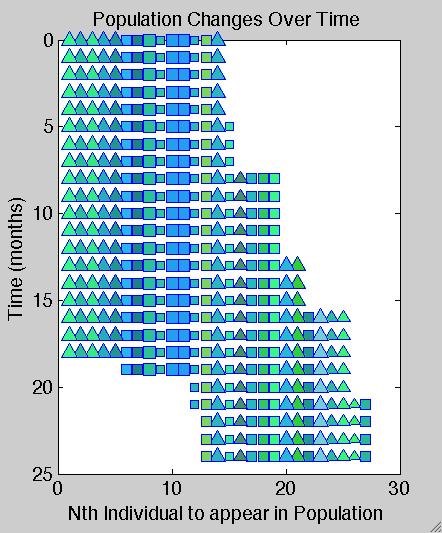 Population Changes Over Time
0
5
10
15
20
25
Time (months)
0 10 20 30
Nth Individual to appear in Population